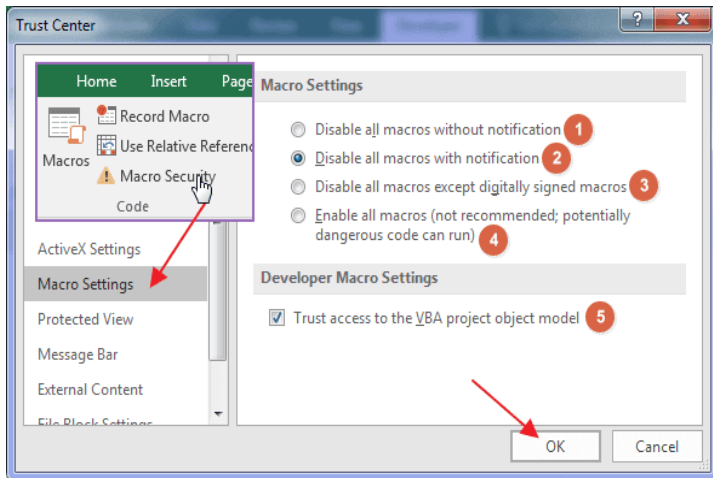 Trust Center
?
X
Home Insert Page
Record Macro
Use Relative Referenc
Macros
Macro Security
Code
ActiveX Settings
Macro Settings
Protected View
Message Bar
External Content
File Block Settings
Macro Settings
Disable all macros without notification 1
Disable all macros with notification 2
Disable all macros except digitally signed macros 3
Enable all macros (not recommended; potentially
dangerous code can run) 4
Developer Macro Settings
Trust access to the VBA project object model 5
OK Cancel